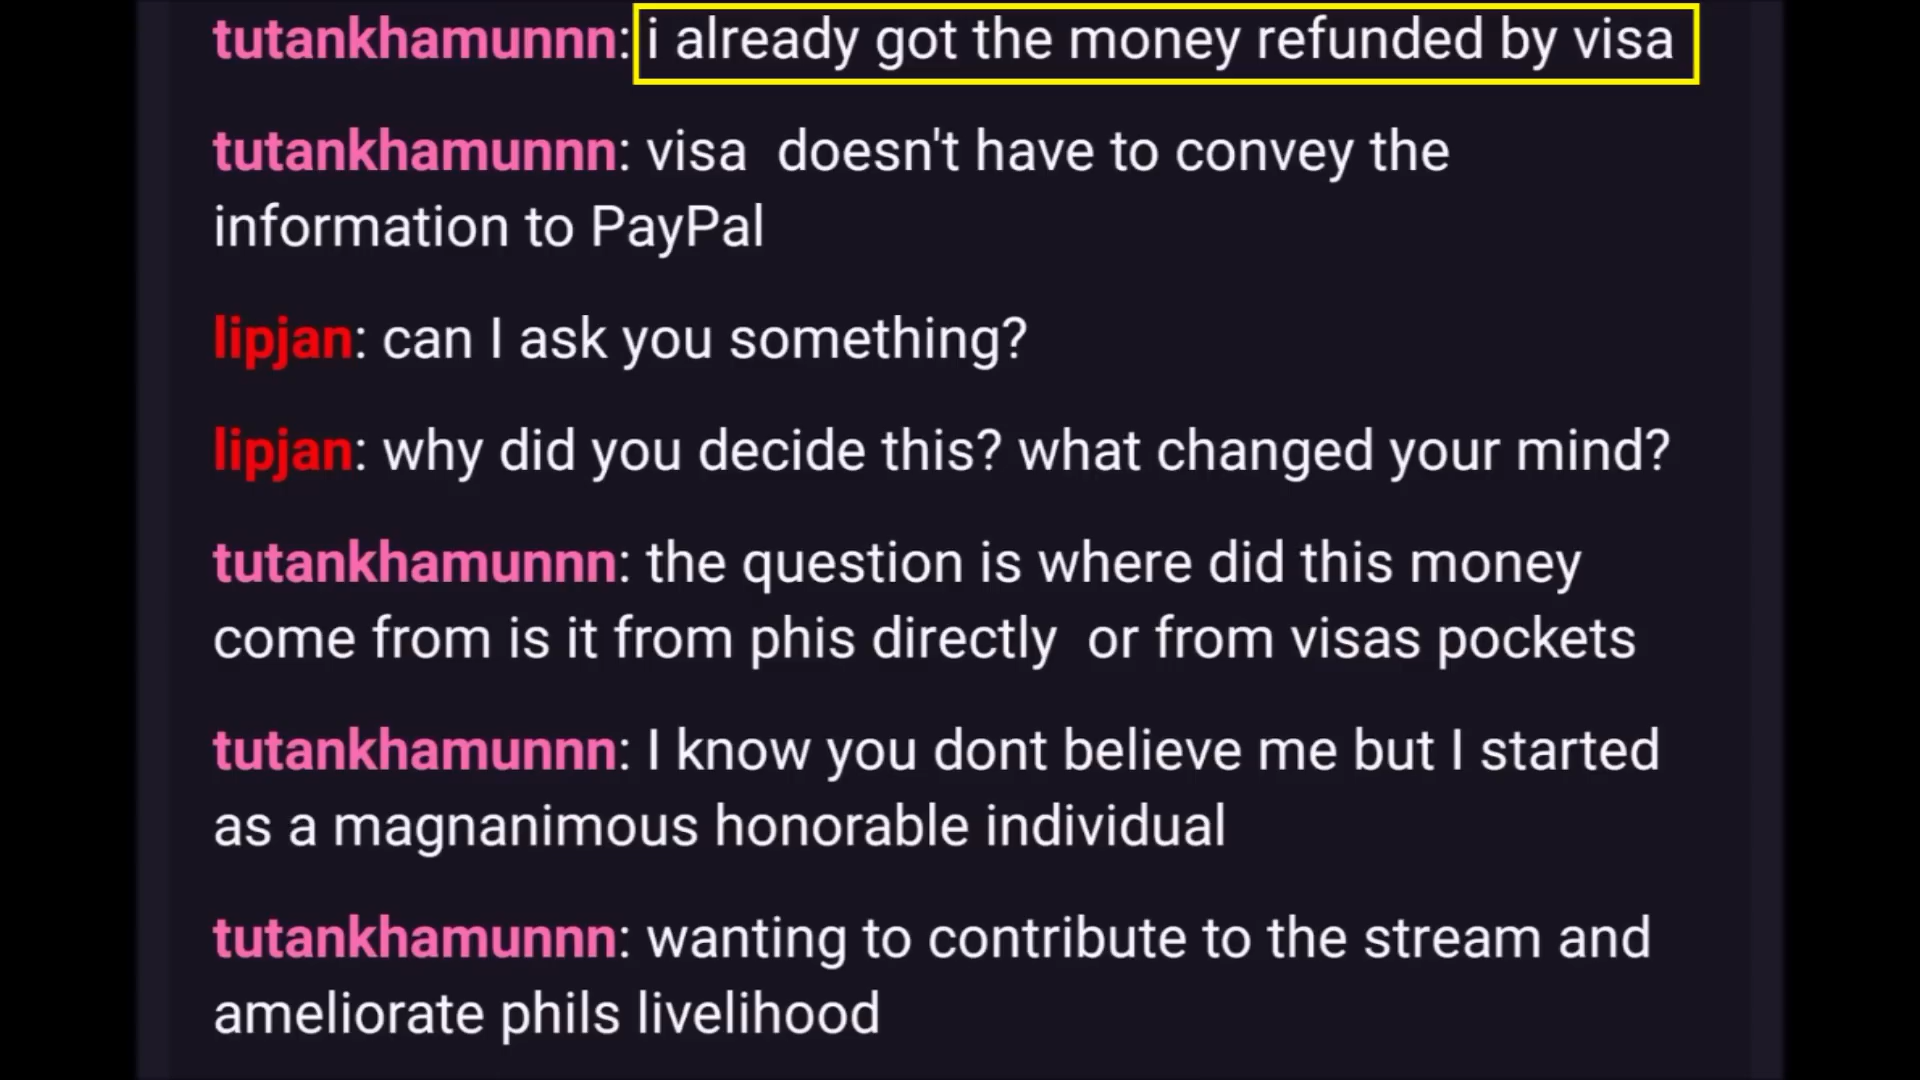 tutankhamunnn: i already got the money refunded by visa
tutankhamunnn: visa  doesn't have to convey the
information to PayPal
lipjan: can I ask you something?
lipjan: why did you decide this? what changed your mind?
tutankhamunnn: the question is where did this money
come from is it from phis directly  or from visas pockets
tutankhamunnn: I know you dont believe me but I started
as a magnanimous honorable individual
tutankhamunnn: wanting to contribute to the stream and
ameliorate phils livelihood